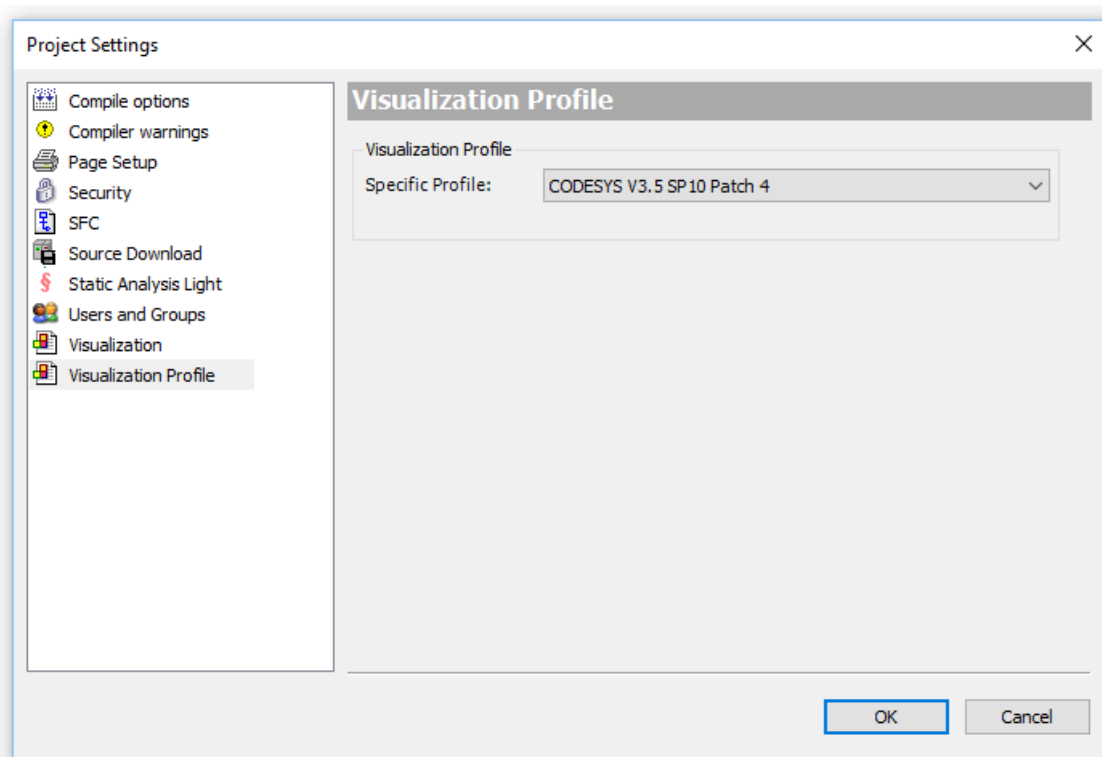 Project Settings
Compile options
Compiler warnings
Page Setup
Security
SFC
Source Download
Static Analysis Light
Users and Groups
Visualization
Visualization Profile
Visualization Profile
Visualization Profile
Specific Profile: CODESYS V3.5 SP10 Patch 4
OK Cancel